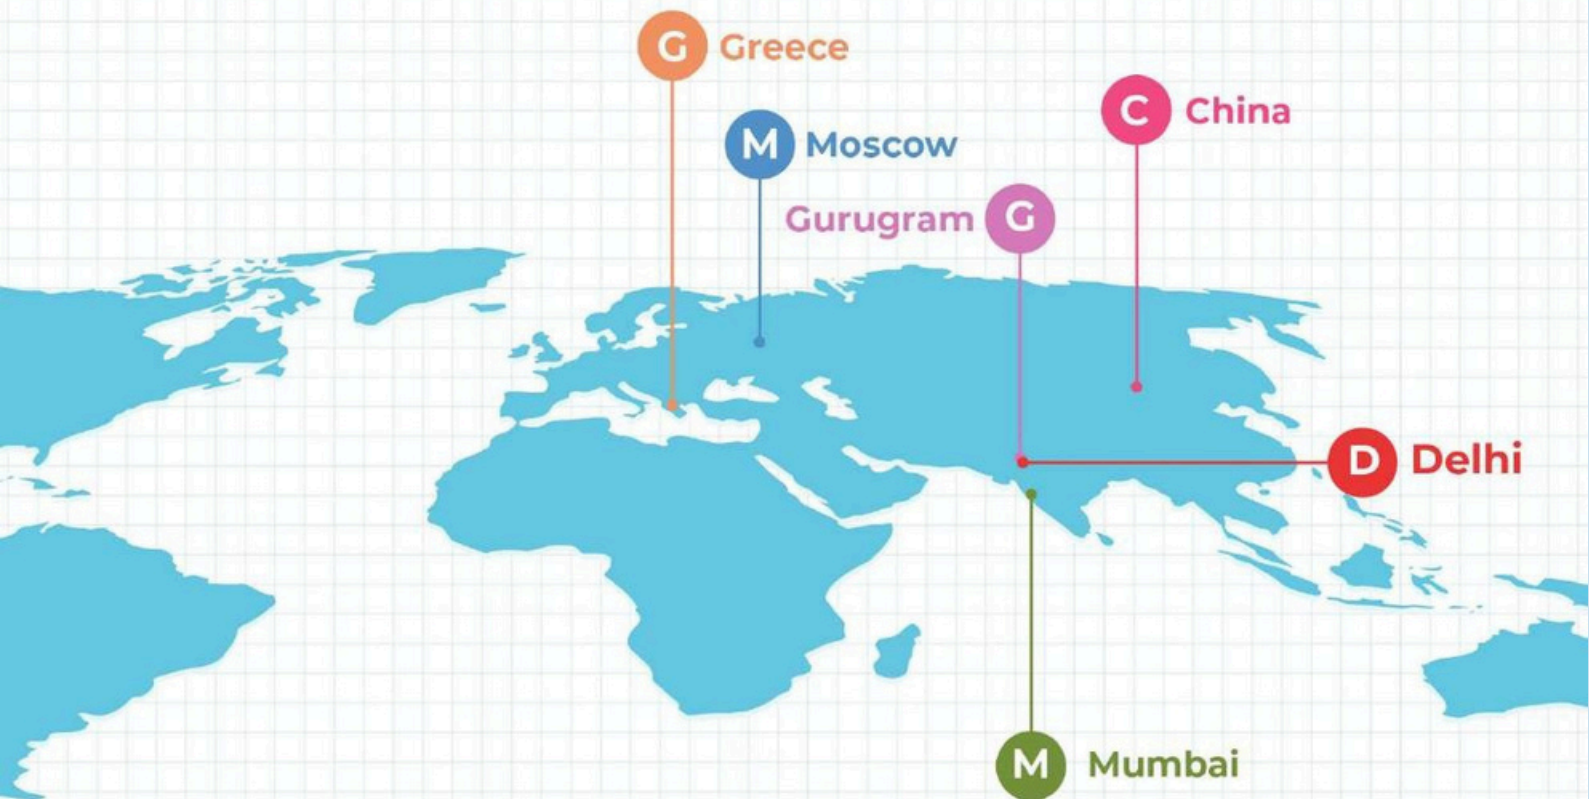 G Greece
C China
M Moscow
Gurugram G
D Delhi
M Mumbai